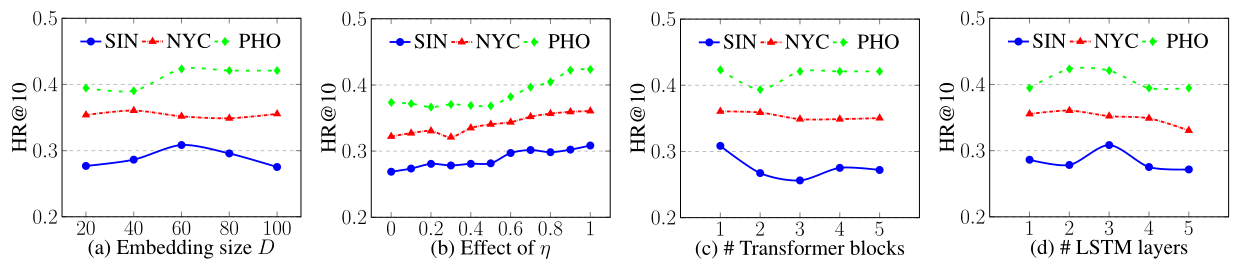 0.5
0.4
0.3
0.2
HR@10
SIN NYC PHO
20 40 60 80 100
(a) Embedding size D
0.5
0.4
0.3
0.2
HR@10
SIN NYC PHO
0 0.2 0.4 0.6 0.8 1
(b) Effect of η
0.5
0.4
0.3
0.2
HR@10
SIN NYC PHO
1 2 3 4 5
(c) # Transformer blocks
0.5
0.4
0.3
0.2
HR@10
SIN NYC PHO
1 2 3 4 5
(d) # LSTM layers